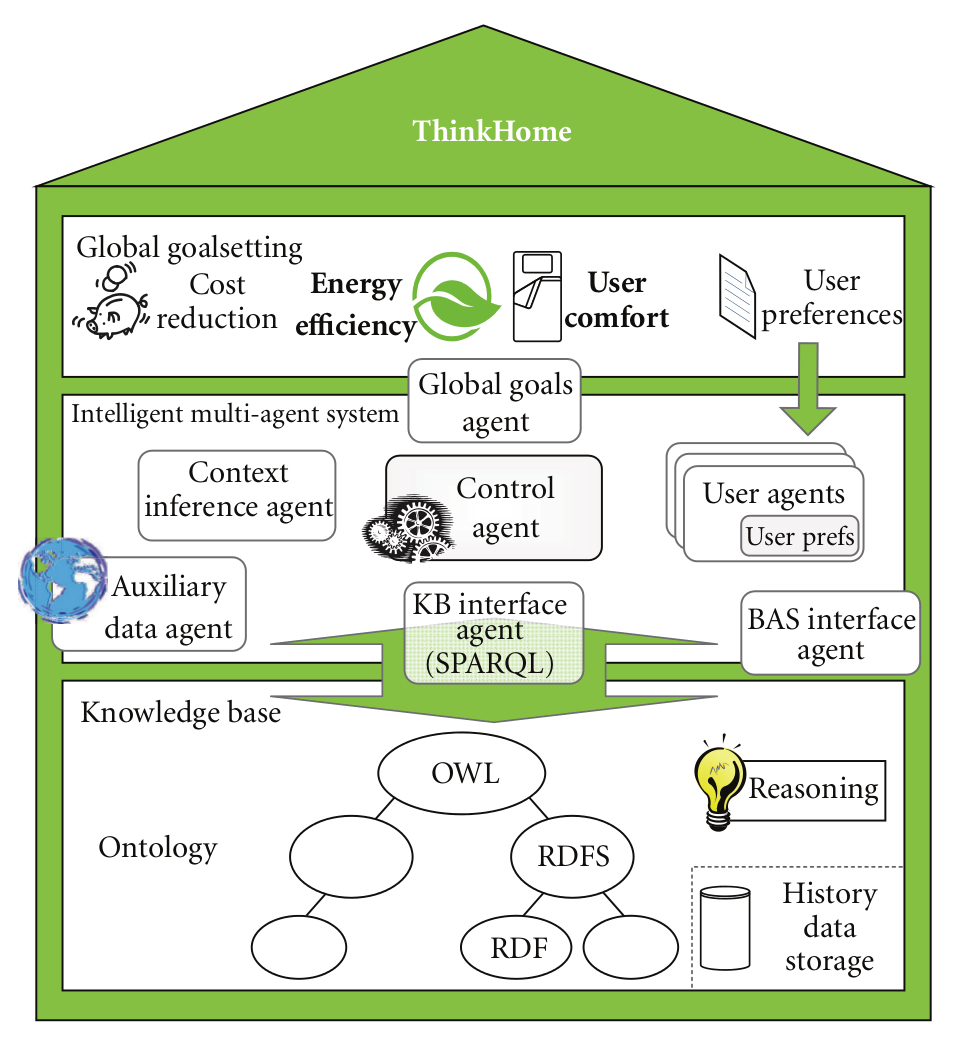 ThinkHome
Global goalsetting
Cost
reduction
Energy
efficiency
User
comfort
User
preferences
Global goals
agent
Intelligent multi-agent system
Context
inference agent
Control
agent
User agents
User prefs
Auxiliary
data agent
KB interface
agent
(SPARQL)
BAS interface
agent
Knowledge base
OWL
Reasoning
Ontology
RDFS
RDF
History
data
storage